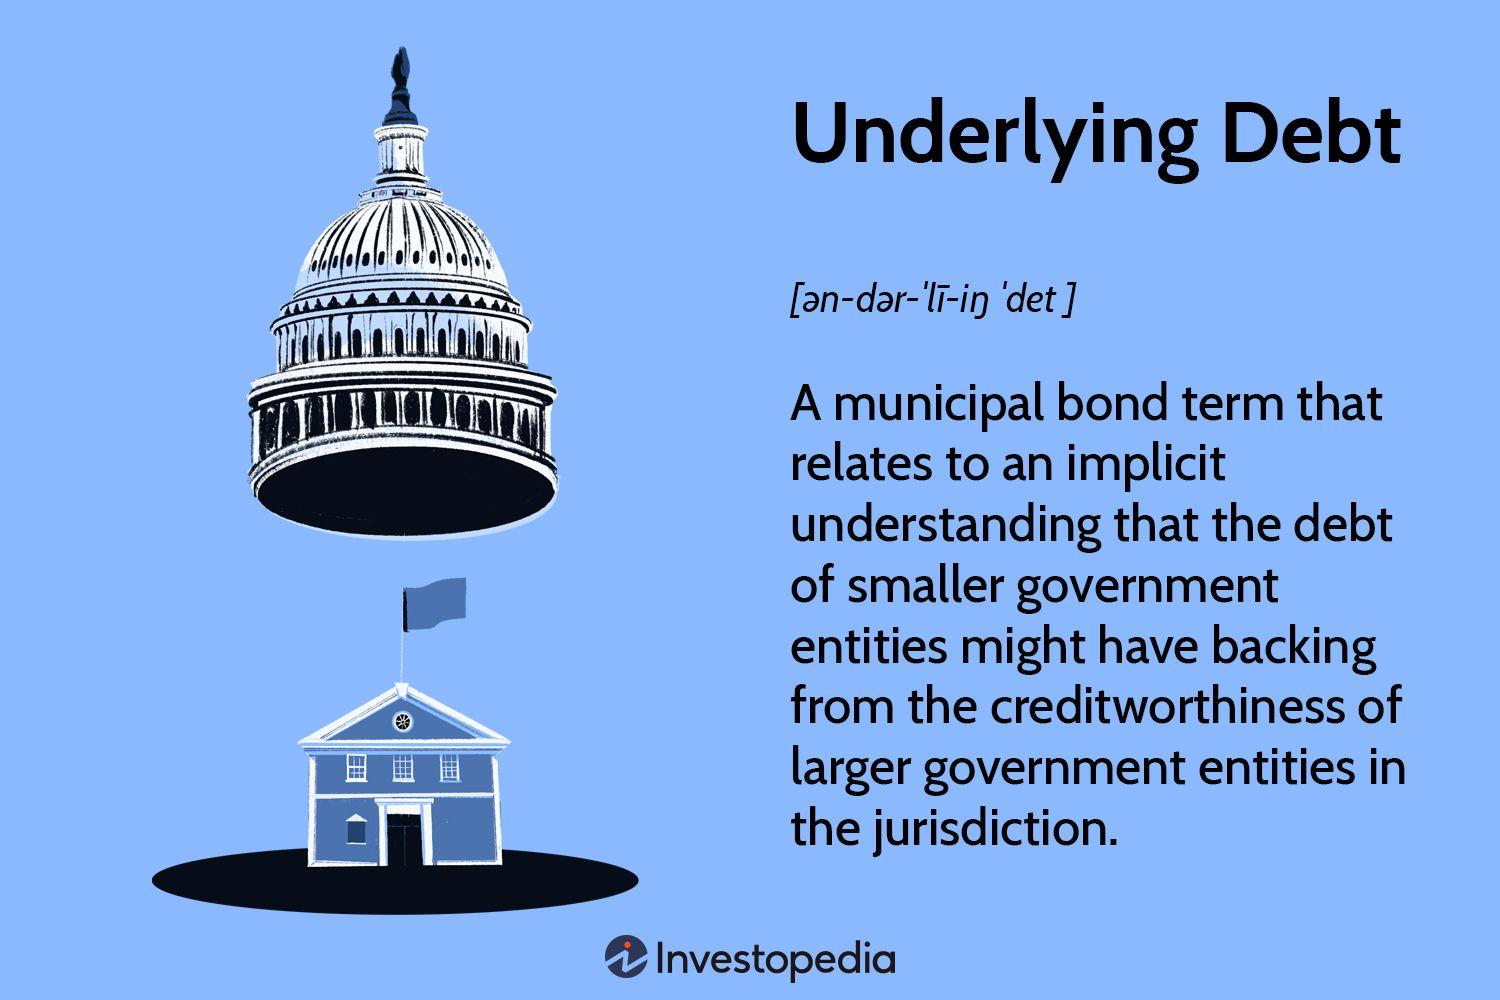 Underlying Debt
[ən-dər-ˈlī-iŋ ˈdet ]
A municipal bond term that
relates to an implicit
understanding that the debt
of smaller government
entities might have backing
from the creditworthiness of
larger government entities in
the jurisdiction.
Investopedia